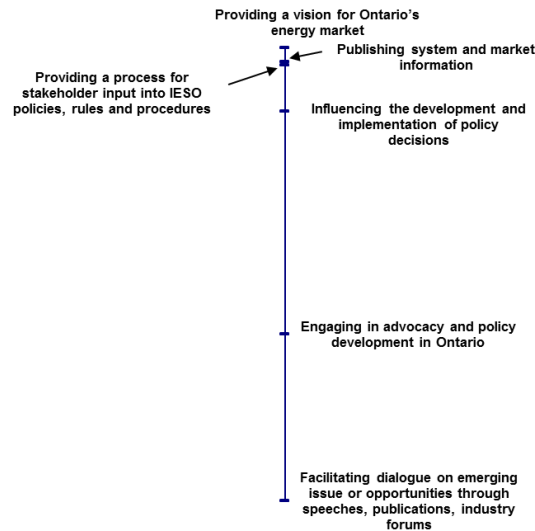 Providing a vision for Ontario's
energy market
Publishing system and market
information
Providing a process for
stakeholder input into IESO
policies, rules and procedures
Influencing the development and
implementation of policy
decisions
Engaging in advocacy and policy
development in Ontario
Facilitating dialogue on emerging
issue or opportunities through
speeches, publications, industry
forums